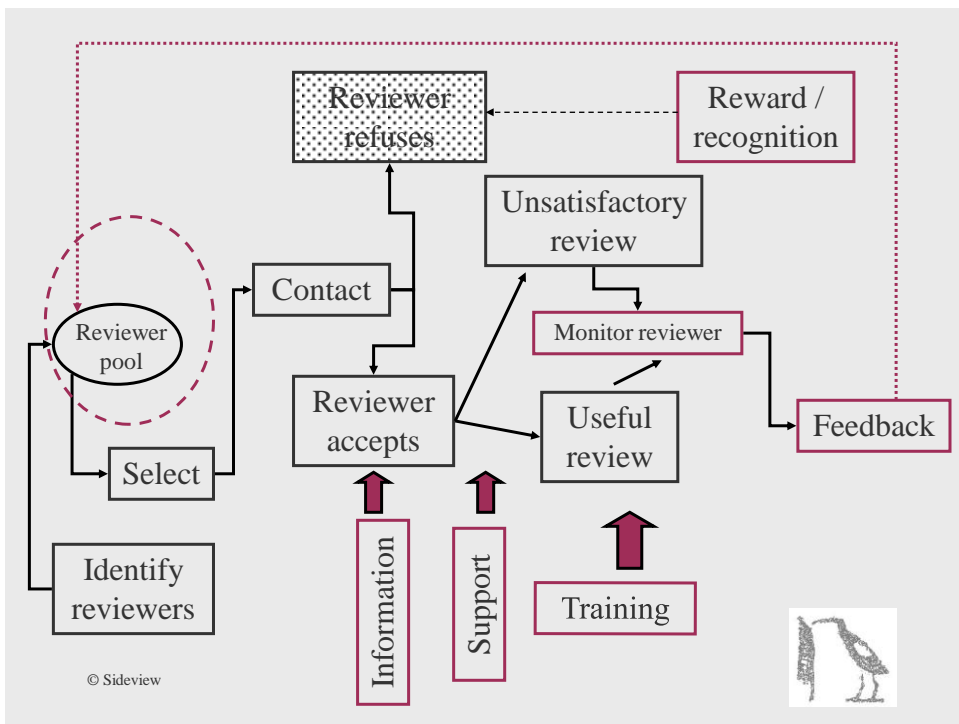 Reviewer
refuses
Reward /
recognition
Unsatisfactory
review
Contact
Reviewer
pool
Monitor reviewer
Reviewer
accepts
Useful
review
Feedback
Select
Identify
reviewers
Information
Support
Training
© Sideview